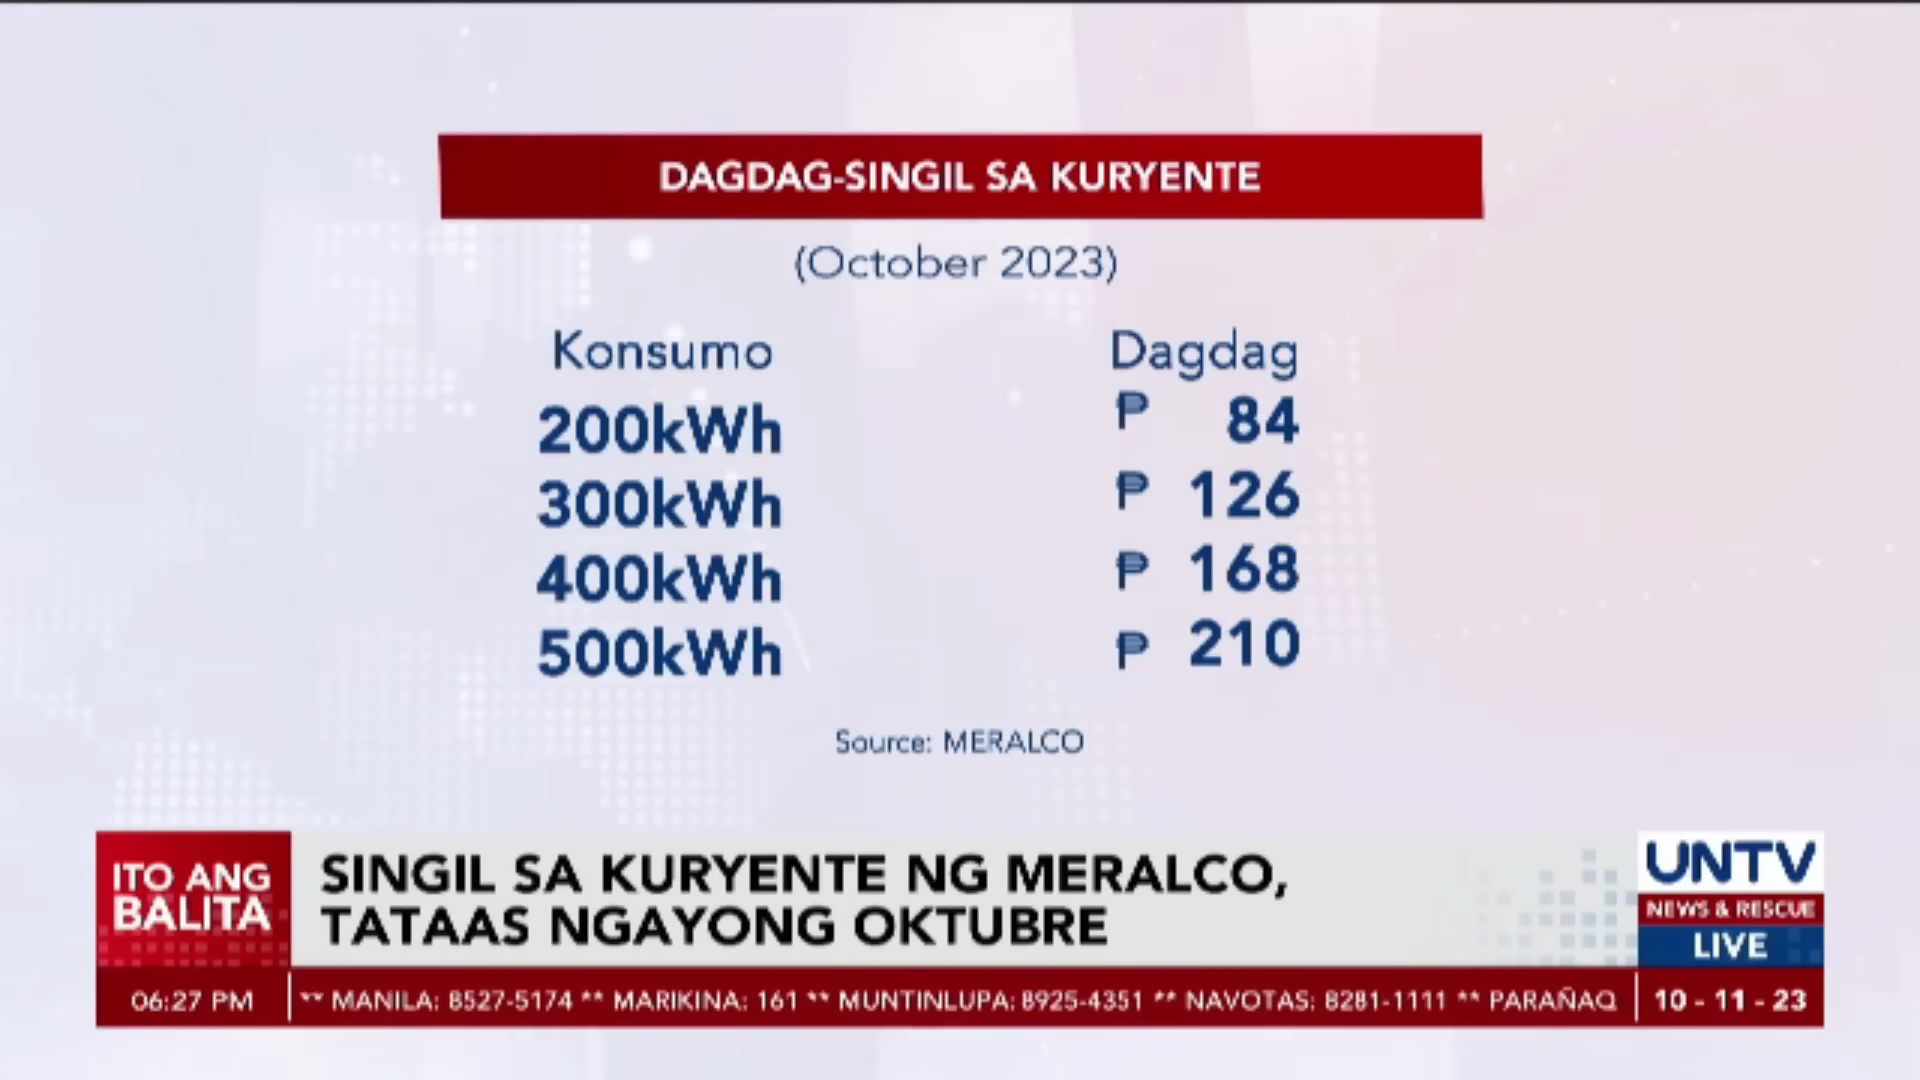 DAGDAG-SINGIL SA KURYENTE
(October 2023)
Konsumo Dagdag
200kWh ₱ 84
300kWh ₱ 126
400kWh ₱ 168
500kWh ₱ 210
Source: MERALCO
ITO ANG
BALITA
SINGIL SA KURYENTE NG MERALCO,
TATAAS NGAYONG OKTUBRE
UNTV
NEWS & RESCUE
LIVE
06:27 PM
** MANILA: 8527-5174 ** MARIKINA: 161 ** MUNTINLUPA: 8925-4351 ** NAVOTAS: 8281-1111 ** PARAÑAQ
10 - 11 - 23